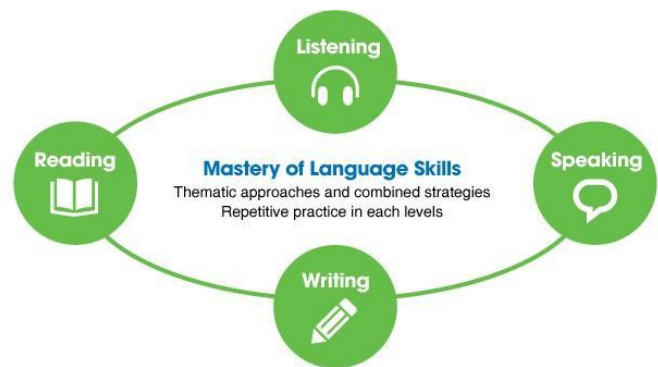 Listening
Reading
Speaking
Mastery of Language Skills
Thematic approaches and combined strategies
Repetitive practice in each levels
Writing